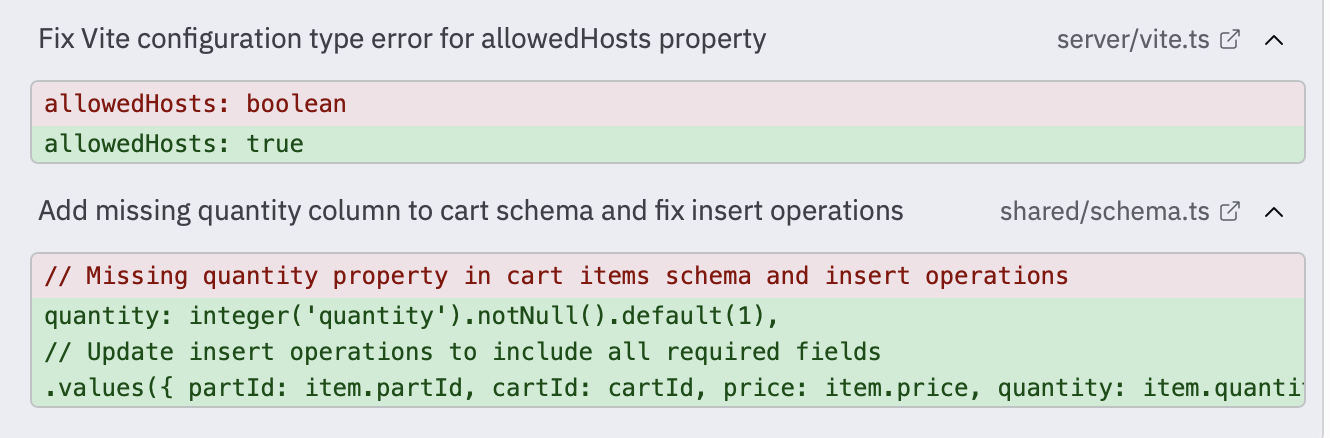 Fix Vite configuration type error for allowedHosts property server/vite.ts
allowedHosts: boolean
allowedHosts: true
Add missing quantity column to cart schema and fix insert operations shared/schema.ts
// Missing quantity property in cart items schema and insert operations
quantity: integer('quantity').notNull().default(1),
// Update insert operations to include all required fields
.values({ partId: item.partId, cartId: cartId, price: item.price, quantity: item.quanti